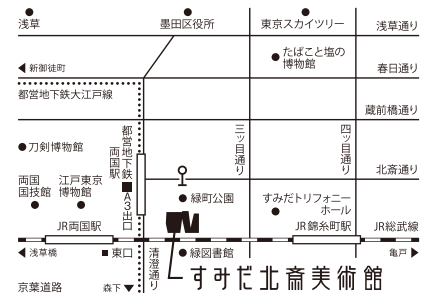 浅草
墨田区役所
東京スカイツリー
浅草通り
たばこと塩の
博物館
新御徒町
春日通り
都営地下鉄大江戸線
蔵前橋通り
刀剣博物館
都営地下鉄
両国駅
A3出口
三ツ目通り
四ツ目通り
北斎通り
両国
国技館
江戸東京
博物館
緑町公園
すみだトリフォニー
ホール
JR両国駅
JR錦糸町駅
JR総武線
浅草橋
東口
清澄通り
緑図書館
亀戸
すみだ北斎美術館
京葉道路
森下